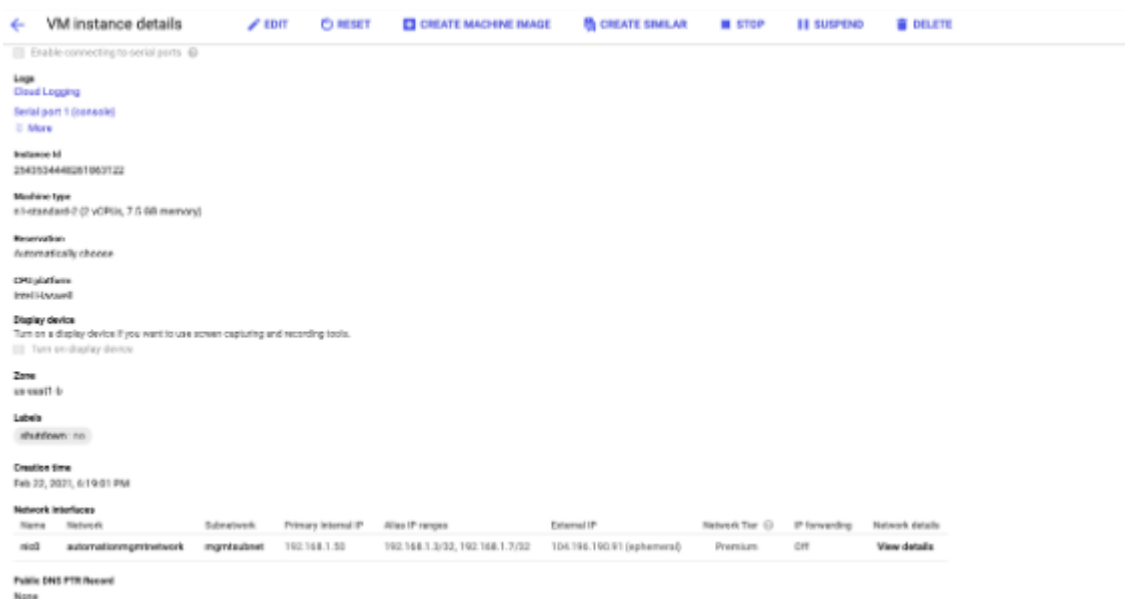 VM instance details EDIT RESET CREATE MACHINE IMAGE CREATE SIMILAR STOP SUSPEND DELETE
Enable connecting to serial ports
Logs
Cloud Logging
Serial port 1 (console)
More
Instance Id
Machine type
n1-standard-2 (2 vCPUs, 7.5 GB memory)
Reservation
Automatically choose
CPU platform
Intel Haswell
Display device
Turn on a display device if you want to use screen capturing and recording tools.
Turn on display device
Zone
us-east1-b
Labels
shutdown : no
Creation time
Feb 22, 2021, 6:19:01 PM
Network interfaces
Name Network Subnetwork Primary internal IP Alias IP ranges External IP Network Tier IP forwarding Network details
nic0 automationmgmtnetwork mgmtsubnet 192.168.1.50 192.168.1.3/32, 192.168.1.7/32 104.196.190.91 (ephemeral) Premium Off View details
Public DNS PTR Record
None